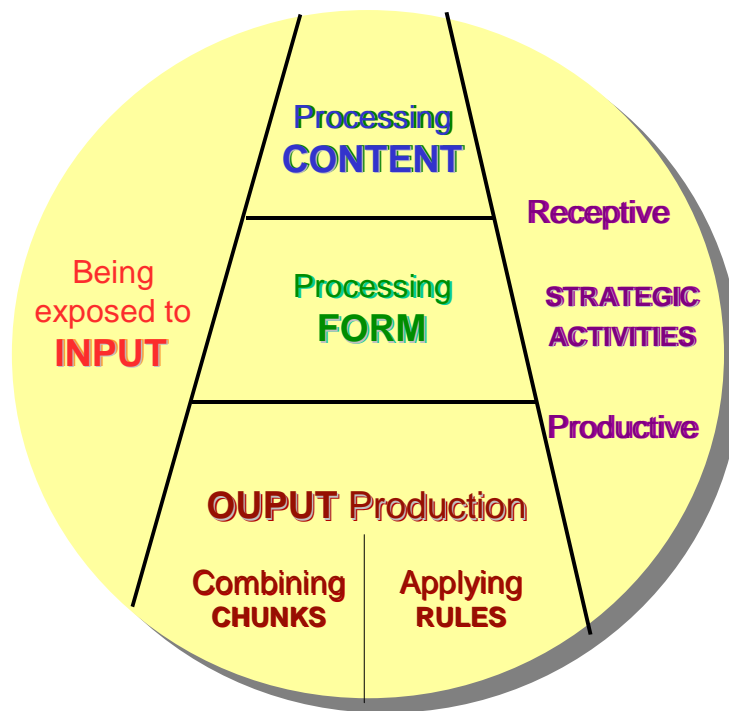 Being
exposed to
INPUT
Processing
CONTENT
Processing
FORM
OUPUT Production
Combining
CHUNKS
Applying
RULES
Receptive
STRATEGIC
ACTIVITIES
Productive